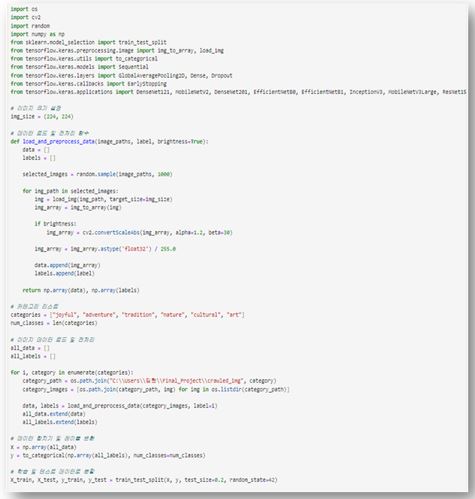 import os
import cv2
import random
import numpy as np
from sklearn.model_selection import train_test_split
from tensorflow.keras.preprocessing.image import img_to_array, load_img
from tensorflow.keras.utils import to_categorical
from tensorflow.keras.models import Sequential
from tensorflow.keras.layers import GlobalAveragePooling2D, Dense, Dropout
from tensorflow.keras.callbacks import EarlyStopping
from tensorflow.keras.applications import DenseNet121, MobileNetV2, DenseNet201, EfficientNetB0, EfficientNetB1, InceptionV3, MobileNetV3Large, ResNet15
# 이미지 크기 설정
img_size = (224, 224)
# 데이터 로드 및 전처리 함수
def load_and_preprocess_data(image_paths, label, brightness=True):
data = []
labels = []
selected_images = random.sample(image_paths, 1000)
for img_path in selected_images:
img = load_img(img_path, target_size=img_size)
img_array = img_to_array(img)
if brightness:
img_array = cv2.convertScaleAbs(img_array, alpha=1.2, beta=30)
img_array = img_array.astype('float32') / 255.0
data.append(img_array)
labels.append(label)
return np.array(data), np.array(labels)
# 카테고리 리스트
categories = ["joyful", "adventure", "tradition", "nature", "cultural", "art"]
num_classes = len(categories)
# 이미지 데이터 로드 및 전처리
all_data = []
all_labels = []
for i, category in enumerate(categories):
category_path = os.path.join("C:\\Users\\\\Final_Project\\crawled_img", category)
category_images = [os.path.join(category_path, img) for img in os.listdir(category_path)]
data, labels = load_and_preprocess_data(category_images, label=i)
all_data.extend(data)
all_labels.extend(labels)
# 데이터 합치기 및 레이블 변환
X = np.array(all_data)
y = to_categorical(np.array(all_labels), num_classes=num_classes)
# 학습 및 테스트 데이터로 분할
X_train, X_test, y_train, y_test = train_test_split(X, y, test_size=0.2, random_state=42)